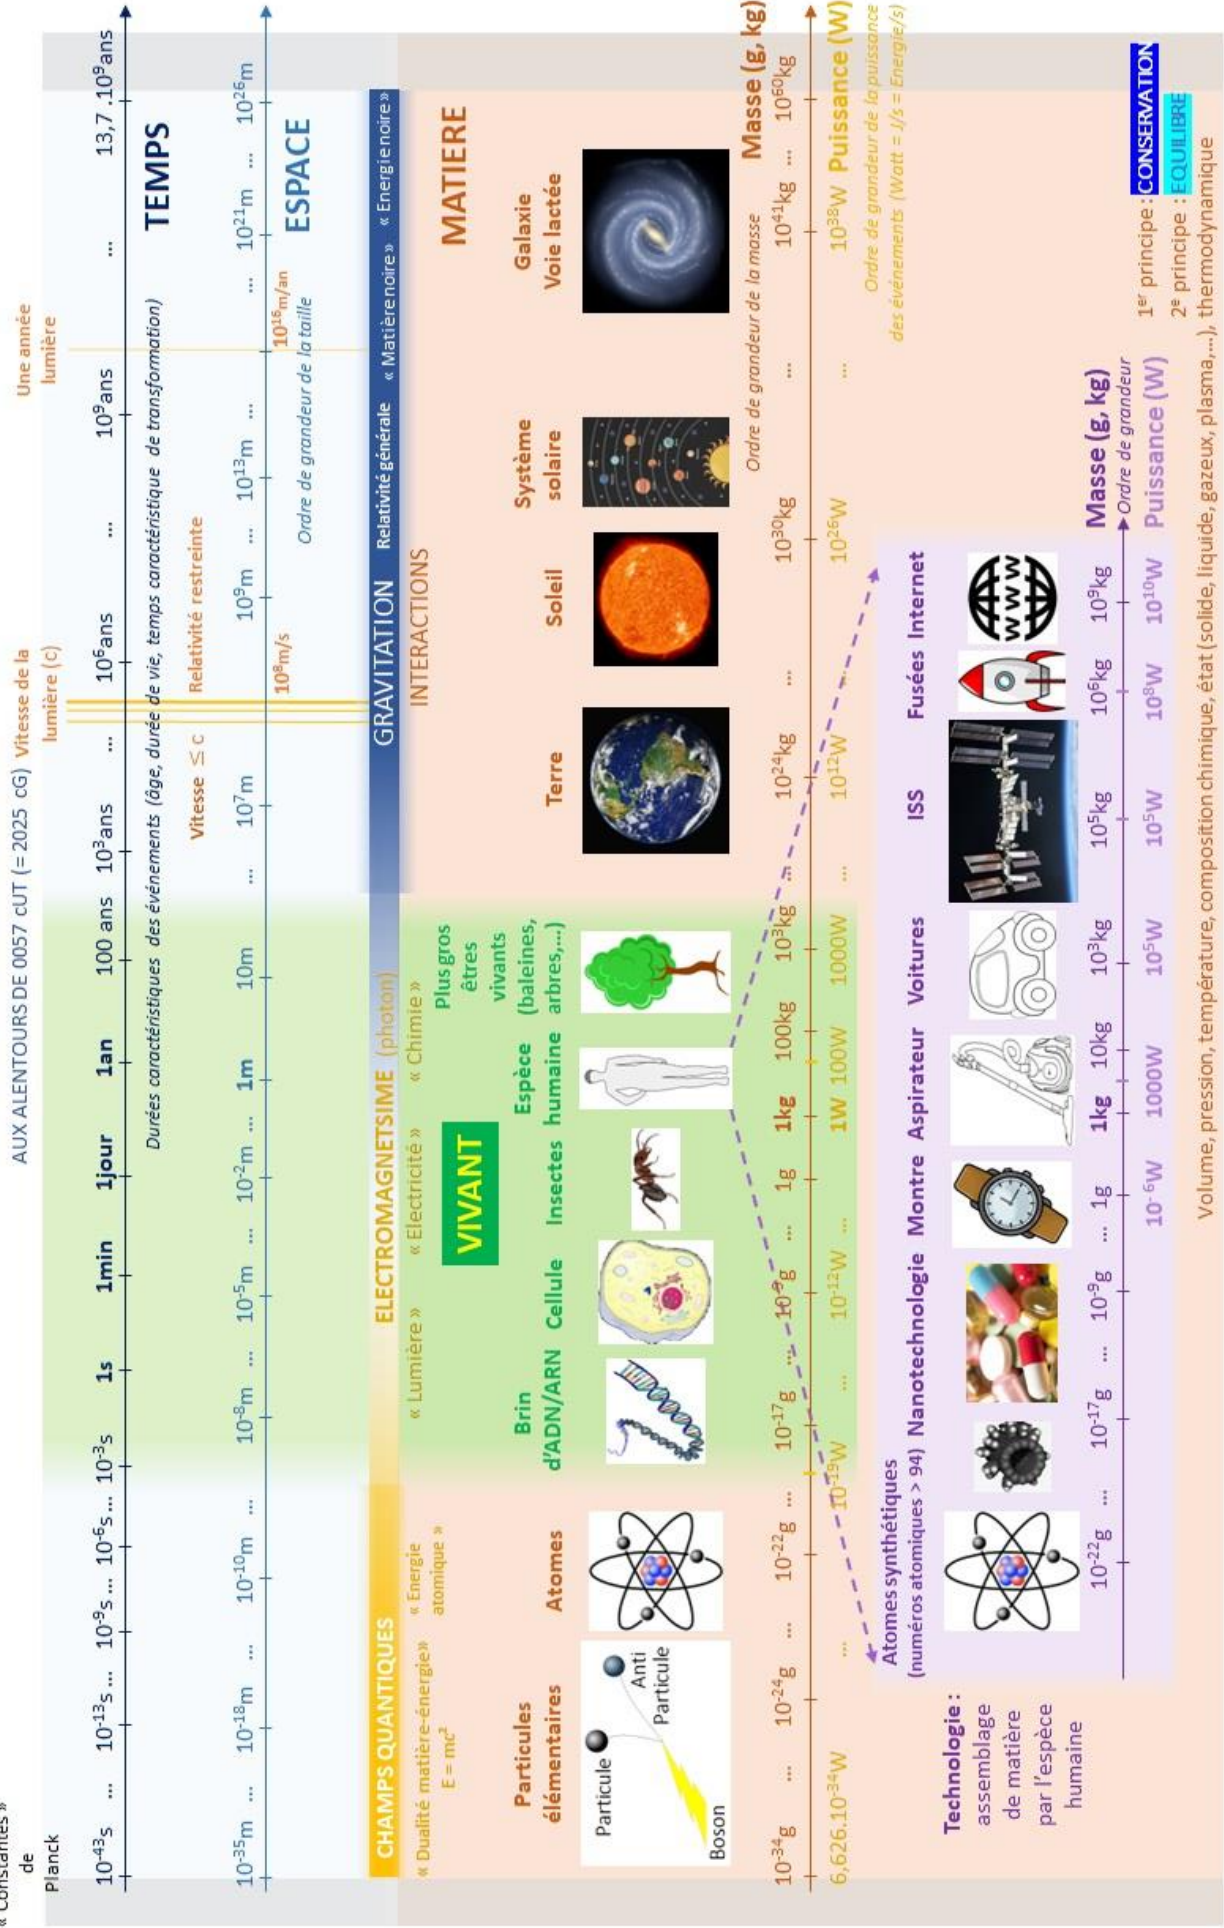 AUX ALENTOURS DE 0057 cUT (= 2025 cG)
« Constantes »
de
Planck
Vitesse de la
lumière (c)
Une année
lumière
10-43s ... 10-13s ... 10-9s ... 10-6s ... 10-3s 1s 1min 1jour 1an 100 ans 103ans ... 106ans ... 109ans ... 13,7 .109ans
TEMPS
Durées caractéristiques des événements (âge, durée de vie, temps caractéristique de transformation)
Vitesse ≤ c Relativité restreinte
10-35m ... 10-18m ... 10-10m ... 10-8m ... 10-5m ... 10-2m ... 1m 10m ... 107m 109m ... 1013m ... ... 1021m ... 1026m
108m/s
1016m/an
ESPACE
Ordre de grandeur de la taille
CHAMPS QUANTIQUES
ELECTROMAGNETSIME (photon)
GRAVITATION Relativité générale « Matière noire » « Energie noire »
« Dualité matière-énergie»
E = mc²
« Energie
atomique »
« Lumière » « Electricité » « Chimie »
INTERACTIONS
MATIERE
VIVANT
Particules
élémentaires
Atomes
Brin
d'ADN/ARN
Cellule
Insectes
Espèce
humaine
Plus gros
êtres
vivants
(baleines,
arbres,...)
Terre
Soleil
Système
solaire
Galaxie
Voie lactée
Particule
Anti
Particule
Boson
Ordre de grandeur de la masse
Masse (g, kg)
10-34g ... 10-24g ... 10-22g ... 10-17g ... 10-9g ... 1g 1kg 100kg 103kg ... 1024kg ... 1030kg ... 1041kg ... 1060kg
6,626.10-34W ... 10-19W ... 10-12W ... 1W 100W 1000W ... 1012W ... 1026W ... 1038W Puissance (W)
Ordre de grandeur de la puissance
des événements (Watt = J/s = Energie/s)
Technologie :
assemblage
de matière
par l'espèce
humaine
Atomes synthétiques
(numéros atomiques > 94)
Nanotechnologie Montre Aspirateur Voitures ISS Fusées Internet
WWW
10-22g ... 10-17g ... 10-9g ... 1g 1kg 10kg 103kg 105kg 106kg 109kg Masse (g, kg)
Ordre de grandeur
10-6W 1000W 105W 105W 108W 1010W Puissance (W)
1er principe : CONSERVATION
2e principe : EQUILIBRE
Volume, pression, température, composition chimique, état (solide, liquide, gazeux, plasma,...), thermodynamique